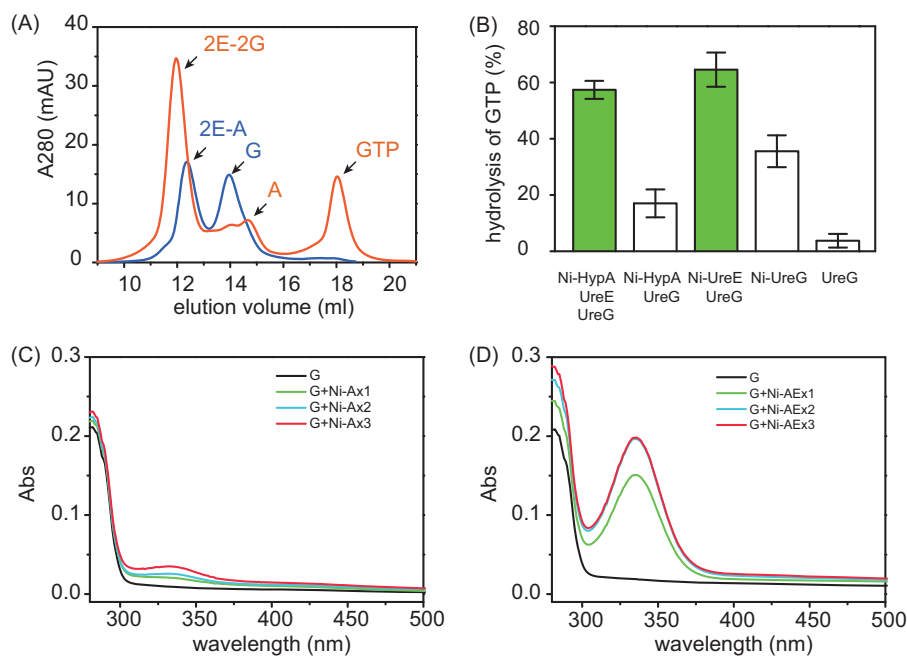 (A)
2E-2G
2E-A
G
A
GTP
A280 (mAU)
40
30
20
10
0
10 12 14 16 18 20
elution volume (ml)
(B)
hydrolysis of GTP (%)
80
60
40
20
0
Ni-HypA Ni-HypA Ni-UreE Ni-UreG UreG
UreE UreG UreG
UreG
(C)
G
G+Ni-Ax1
G+Ni-Ax2
G+Ni-Ax3
Abs
0.3
0.2
0.1
0.0
300 350 400 450 500
wavelength (nm)
(D)
G
G+Ni-AEx1
G+Ni-AEx2
G+Ni-AEx3
Abs
0.3
0.2
0.1
0.0
300 350 400 450 500
wavelength (nm)